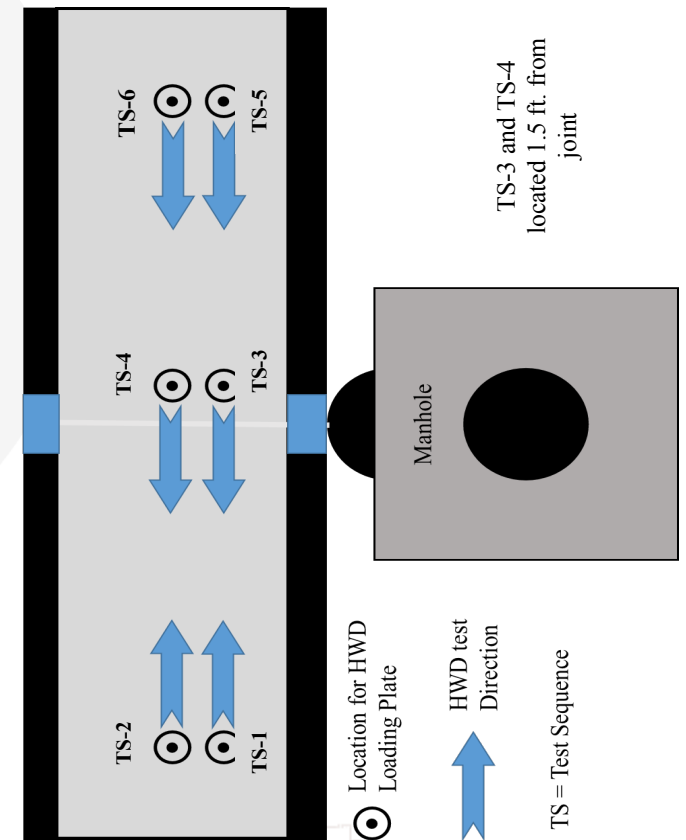 TS-6
TS-5
TS-4
TS-3
TS-2
TS-1
TS-3 and TS-4
located 1.5 ft. from
joint
Manhole
Location for HWD
Loading Plate
HWD test
Direction
TS = Test Sequence